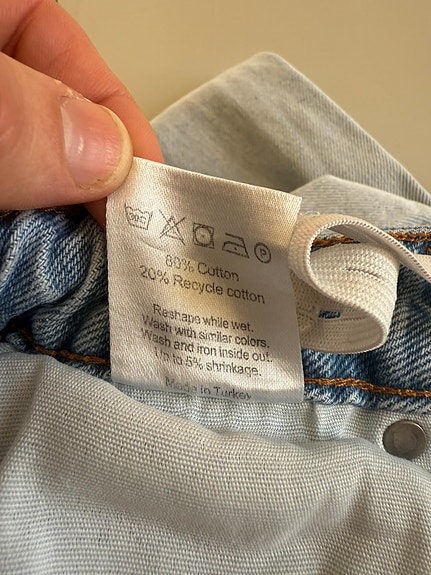 30°C
P
80% Cotton
20% Recycle cotton
Reshape while wet.
Wash with similar colors.
Wash and iron inside out.
Up to 5% shrinkage.
Made in Turkey